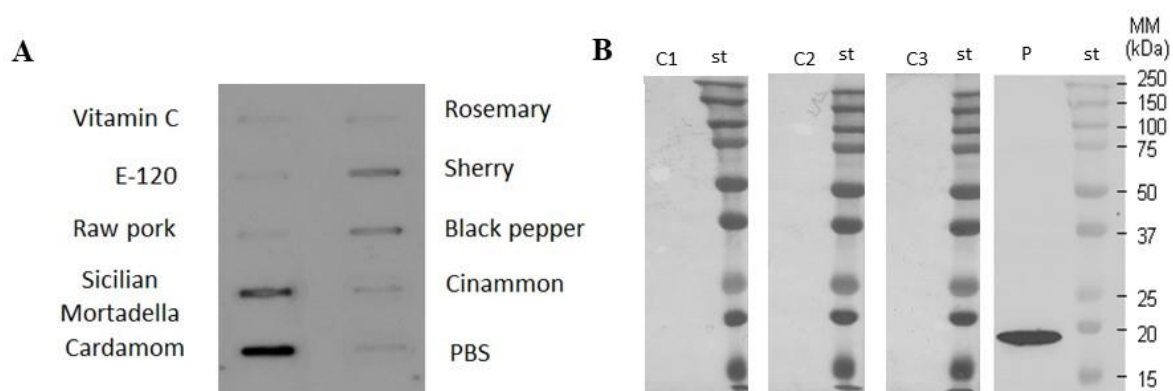 A
Vitamin C
E-120
Raw pork
Sicilian
Mortadella
Cardamom
Rosemary
Sherry
Black pepper
Cinammon
PBS
B
C1 st C2 st C3 st P st MM
(kDa)
250
150
100
75
50
37
25
20
15